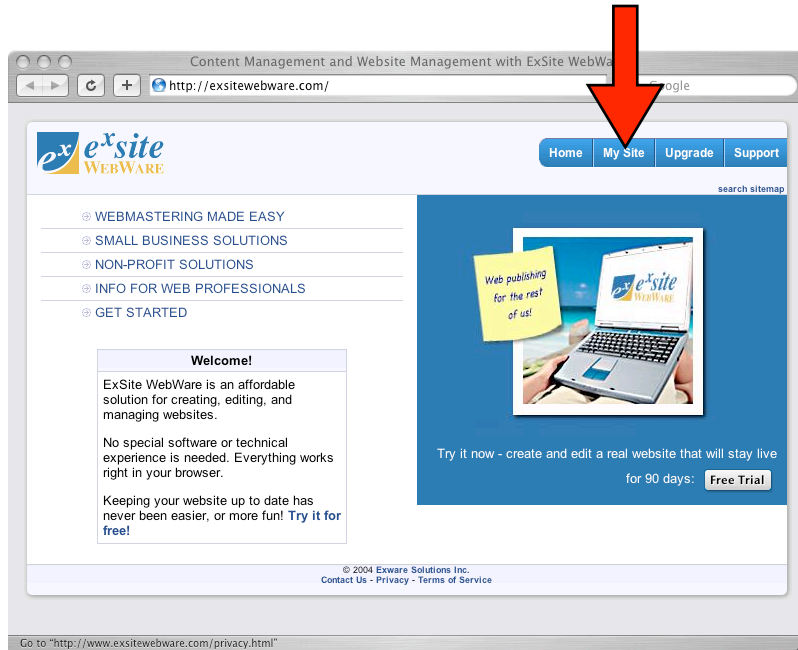 Content Management and Website Management with ExSite WebWa
http://exsitewebware.com/
Google
ex
exsite
WEBWARE
Home My Site Upgrade Support
search sitemap
WEBMASTERING MADE EASY
SMALL BUSINESS SOLUTIONS
NON-PROFIT SOLUTIONS
INFO FOR WEB PROFESSIONALS
GET STARTED
Welcome!
ExSite WebWare is an affordable
solution for creating, editing, and
managing websites.
No special software or technical
experience is needed. Everything works
right in your browser.
Keeping your website up to date has
never been easier, or more fun! Try it for
free!
Web publishing
for the rest
of us!
ex
exsite
WEBWARE
Try it now - create and edit a real website that will stay live
for 90 days: Free Trial
© 2004 Exware Solutions Inc.
Contact Us - Privacy - Terms of Service
Go to "http://www.exsitewebware.com/privacy.html"